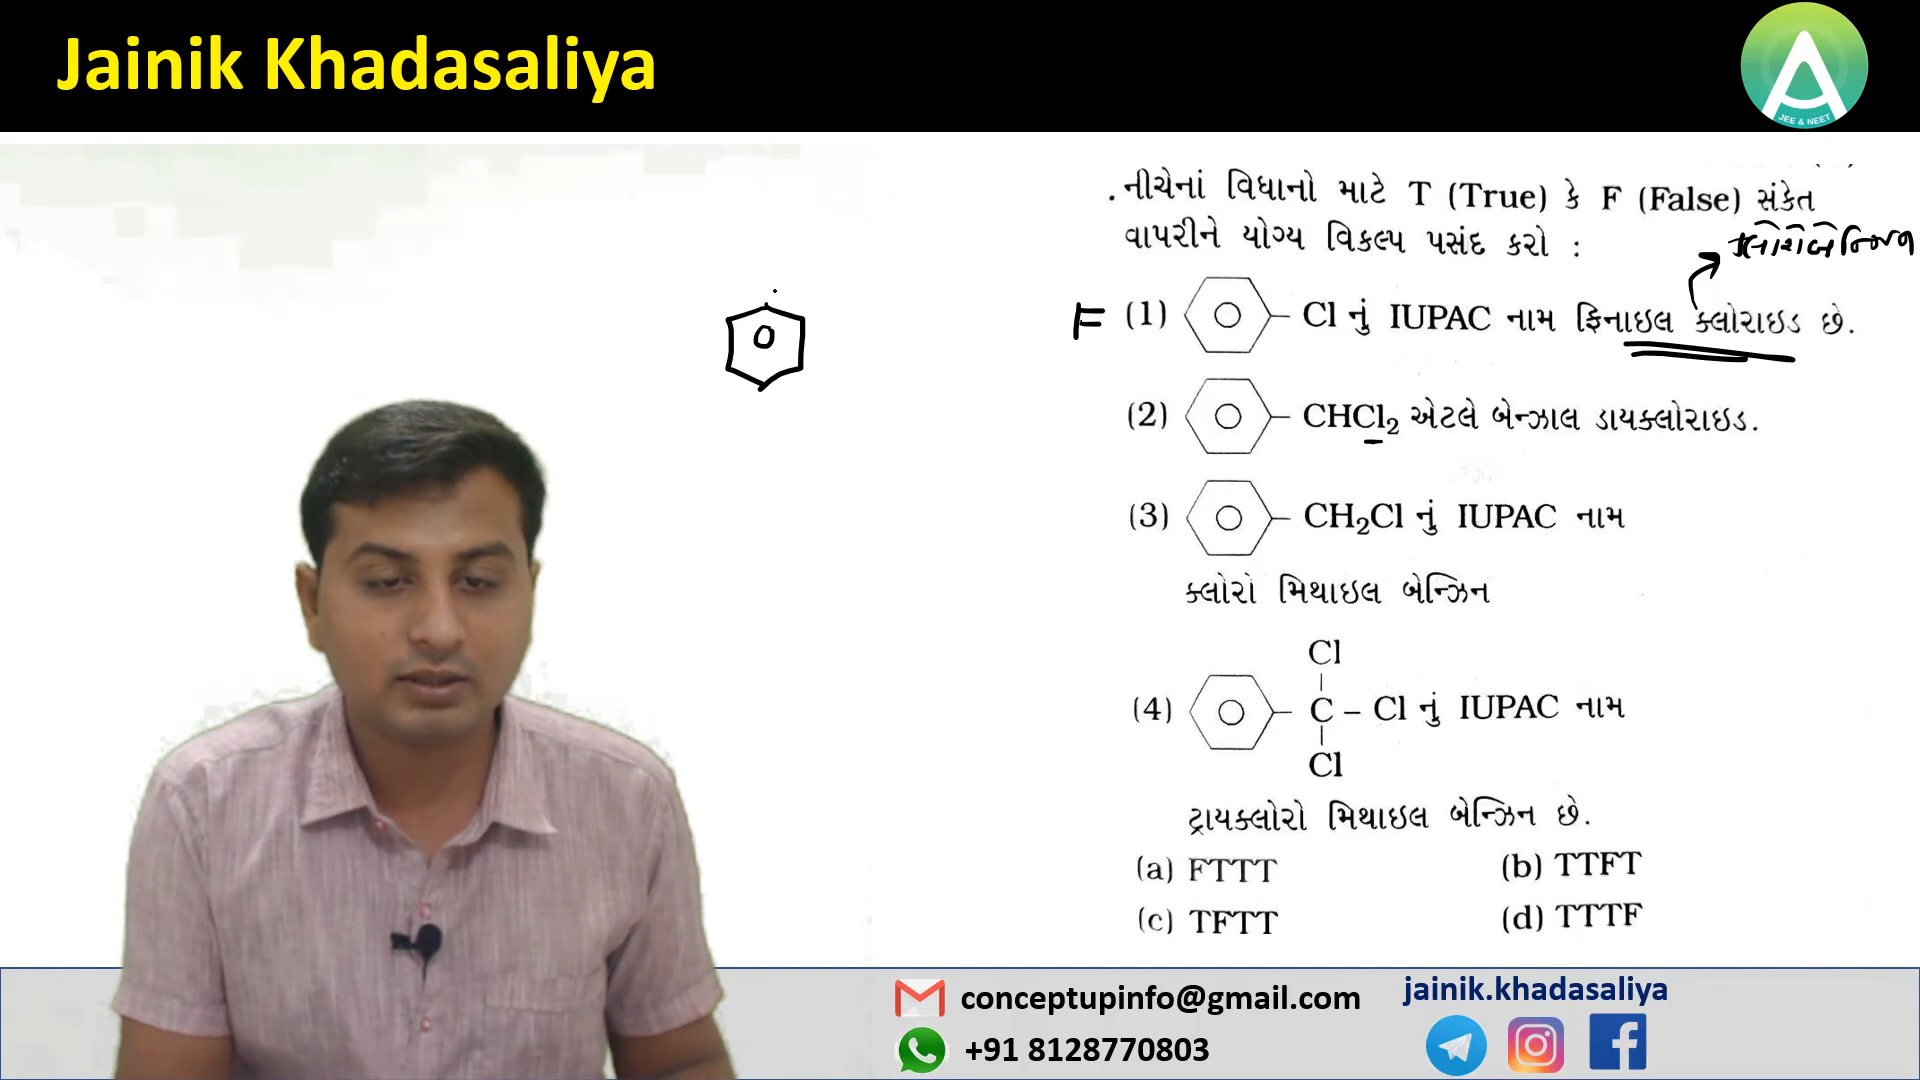 Jainik Khadasaliya
JEE & NEET
. નીચેનાં વિધાનો માટે T (True) કે F (False) સંકેત
વાપરીને યોગ્ય વિકલ્પ પસંદ કરો :
F (1) Cl નું IUPAC નામ ફિનાઇલ ક્લોરાઇડ છે.
(2) CHCl₂ એટલે બેન્ઝાલ ડાયક્લોરાઇડ.
(3) CH₂Cl નું IUPAC નામ
ક્લોરો મિથાઇલ બેન્ઝિન
Cl
(4) C – Cl નું IUPAC નામ
Cl
ટ્રાયક્લોરો મિથાઇલ બેન્ઝિન છે.
(a) FTTT (b) TTFT
(c) TFTT (d) TTTF
conceptupinfo@gmail.com jainik.khadasaliya
+91 8128770803